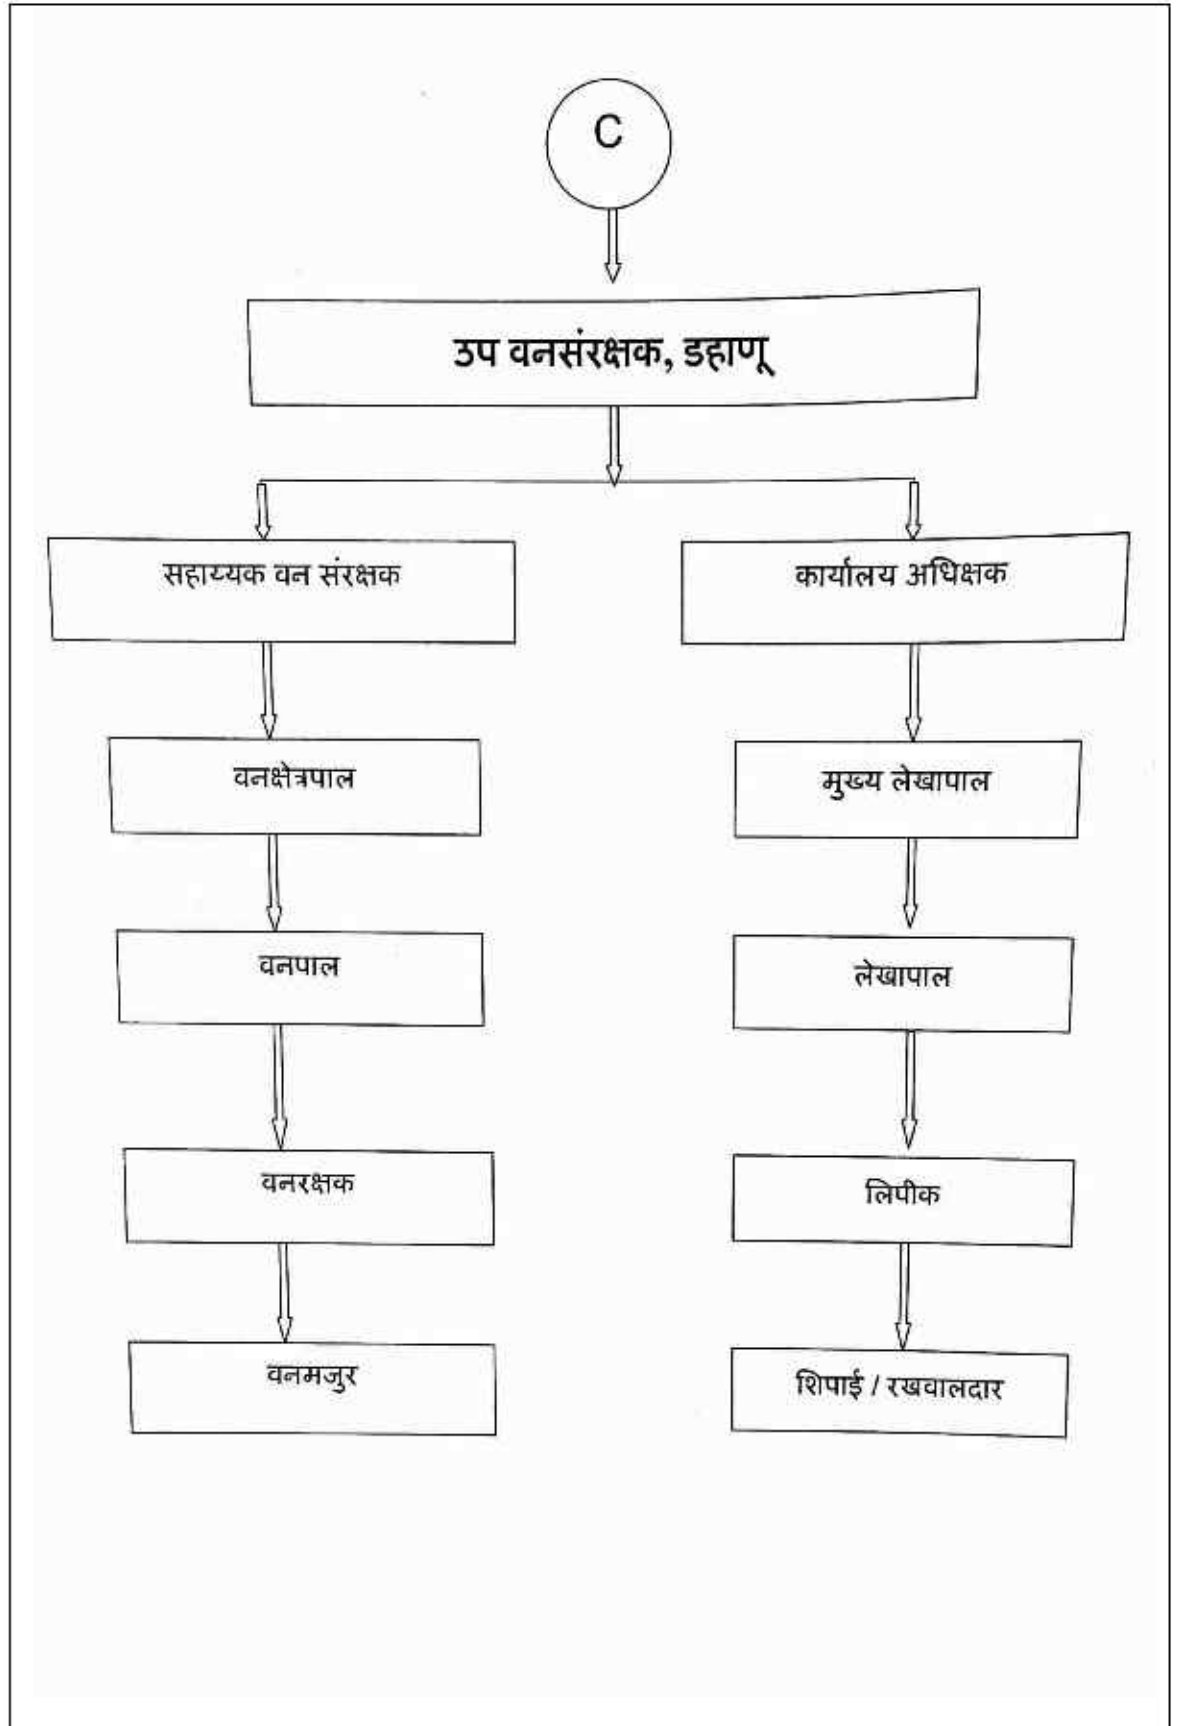 C
उप वनसंरक्षक, डहाणू
सहाय्यक वन संरक्षक
कार्यालय अधिक्षक
वनक्षेत्रपाल
मुख्य लेखापाल
वनपाल
लेखापाल
वनरक्षक
लिपीक
वनमजुर
शिपाई / रखवालदार